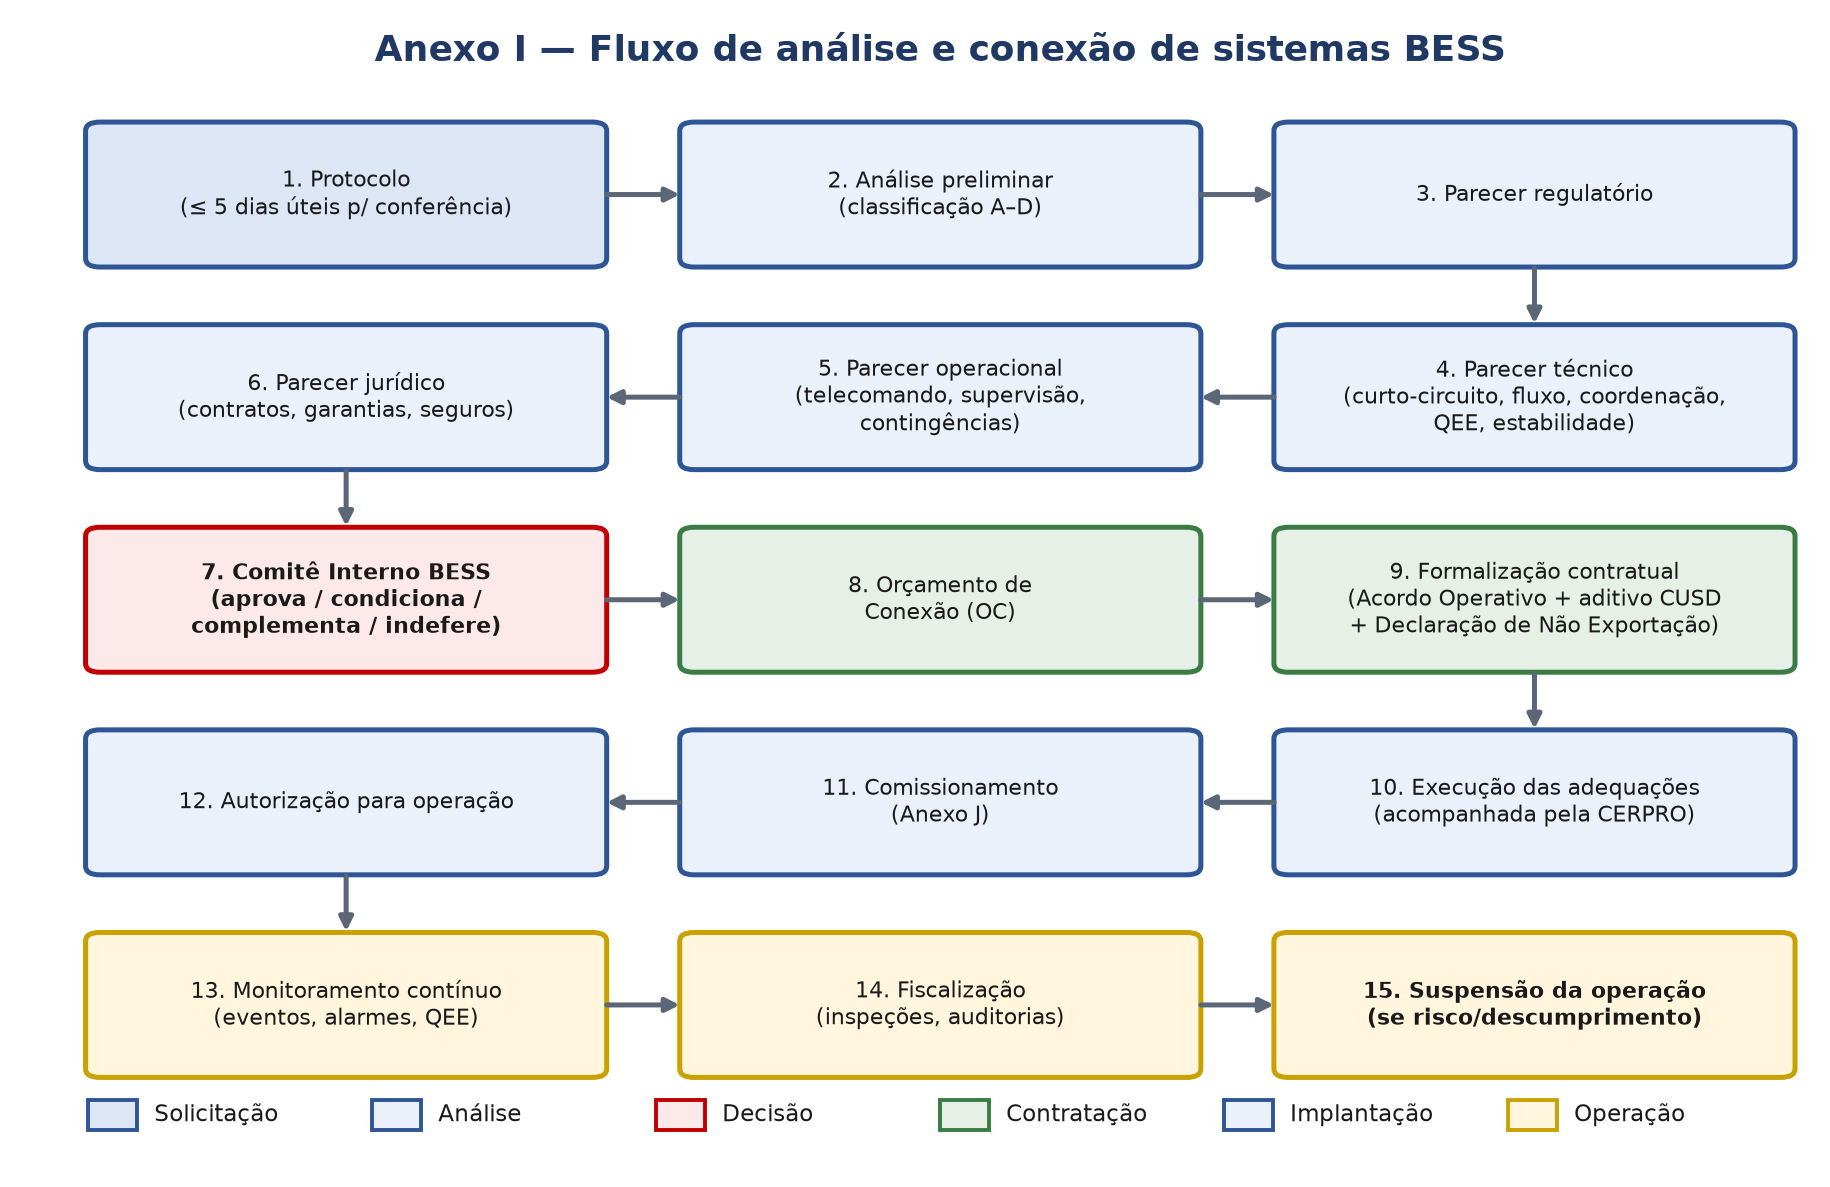 Anexo I — Fluxo de análise e conexão de sistemas BESS
1. Protocolo
(≤ 5 dias úteis p/ conferência)
2. Análise preliminar
(classificação A–D)
3. Parecer regulatório
4. Parecer técnico
(curto-circuito, fluxo, coordenação,
QEE, estabilidade)
5. Parecer operacional
(telecomando, supervisão,
contingências)
6. Parecer jurídico
(contratos, garantias, seguros)
7. Comitê Interno BESS
(aprova / condiciona /
complementa / indefere)
8. Orçamento de
Conexão (OC)
9. Formalização contratual
(Acordo Operativo + aditivo CUSD
+ Declaração de Não Exportação)
10. Execução das adequações
(acompanhada pela CERPRO)
11. Comissionamento
(Anexo J)
12. Autorização para operação
13. Monitoramento contínuo
(eventos, alarmes, QEE)
14. Fiscalização
(inspeções, auditorias)
15. Suspensão da operação
(se risco/descumprimento)
Solicitação
Análise
Decisão
Contratação
Implantação
Operação